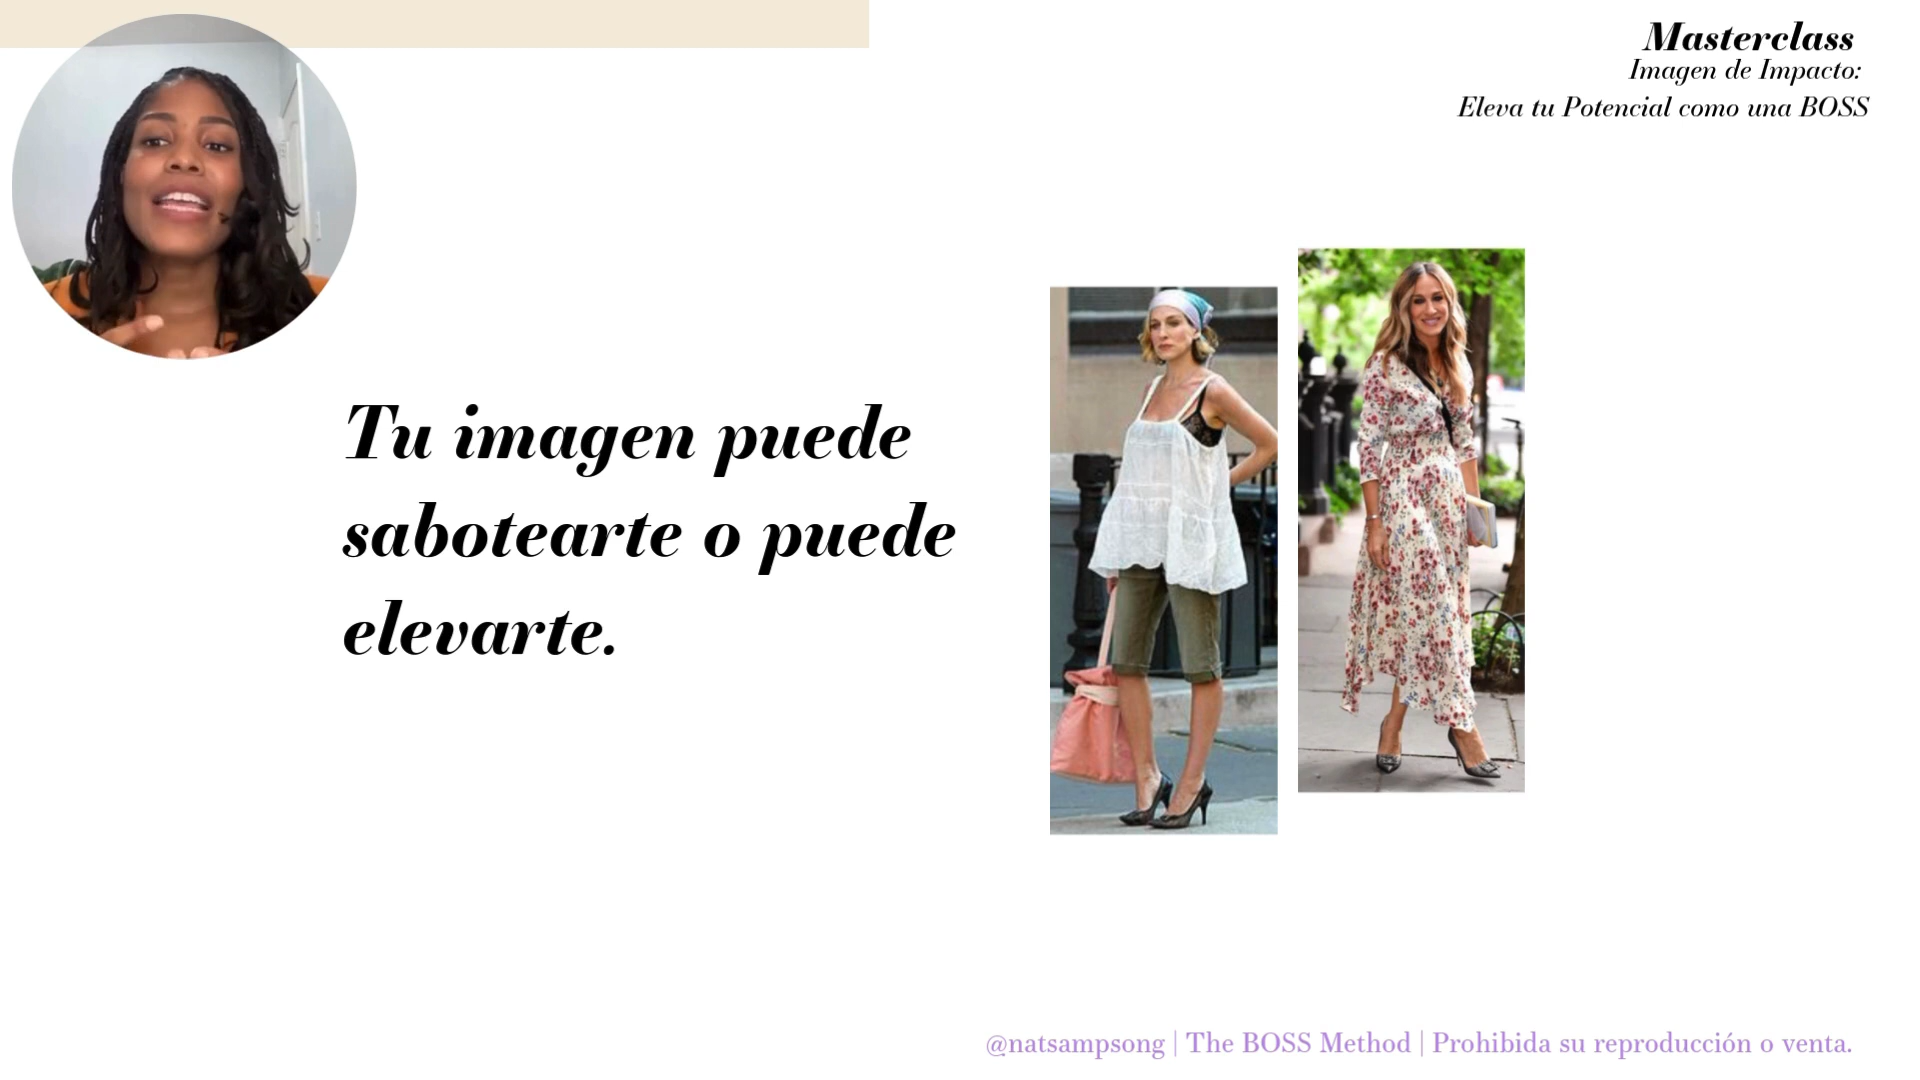 Masterclass
Imagen de Impacto:
Eleva tu Potencial como una BOSS
Tu imagen puede
sabotearte o puede
elevarte.
@natsampsong | The BOSS Method | Prohibida su reproducción o venta.